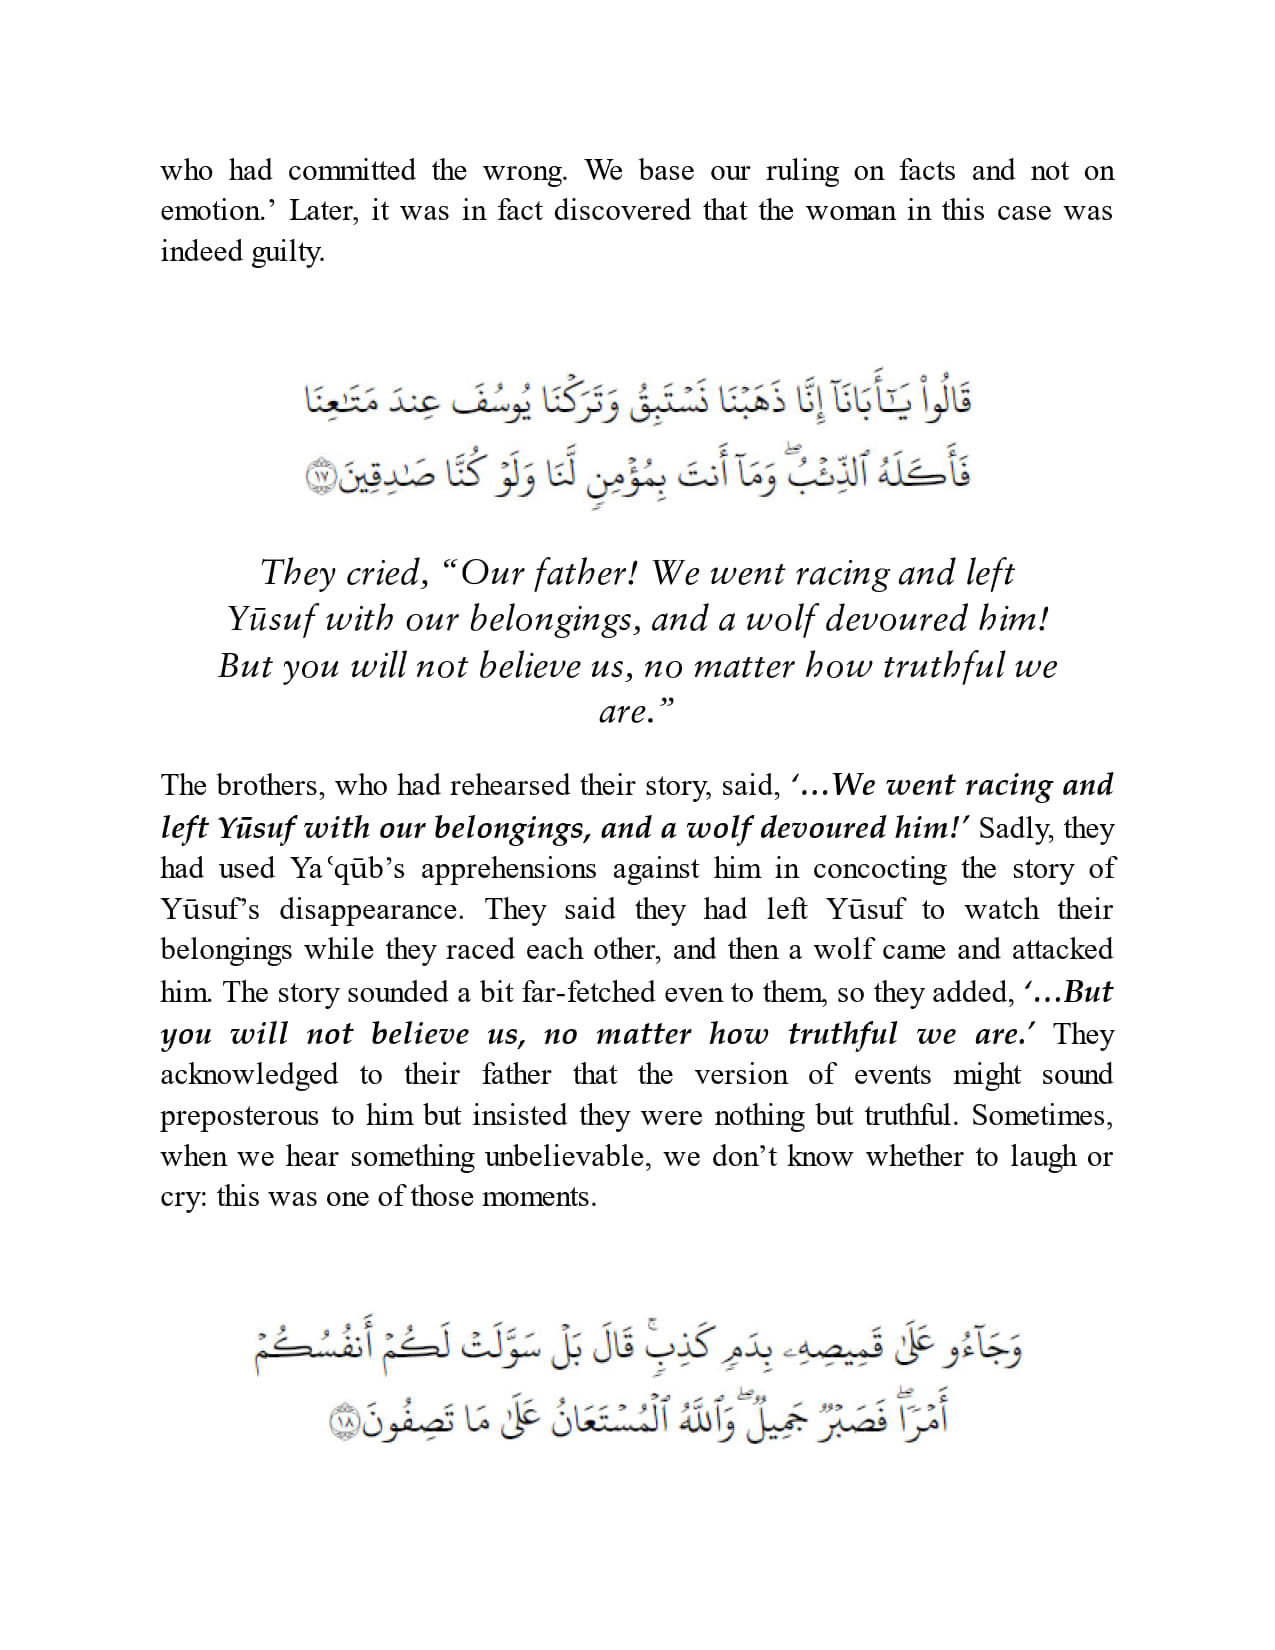 who had committed the wrong. We base our ruling on facts and not on
emotion.’ Later, it was in fact discovered that the woman in this case was
indeed guilty.
قَالُوا۟ يَـٰٓأَبَانَآ إِنَّا ذَهَبْنَا نَسْتَبِقُ وَتَرَكْنَا يُوسُفَ عِندَ مَتَـٰعِنَا
فَأَكَلَهُ ٱلذِّئْبُ ۖ وَمَآ أَنتَ بِمُؤْمِنٍ لَّنَا وَلَوْ كُنَّا صَـٰدِقِينَ ١٧
They cried, “Our father! We went racing and left
Yūsuf with our belongings, and a wolf devoured him!
But you will not believe us, no matter how truthful we
are.”
The brothers, who had rehearsed their story, said, ‘…We went racing and
left Yūsuf with our belongings, and a wolf devoured him!’ Sadly, they
had used Yaʿqūb’s apprehensions against him in concocting the story of
Yūsuf’s disappearance. They said they had left Yūsuf to watch their
belongings while they raced each other, and then a wolf came and attacked
him. The story sounded a bit far-fetched even to them, so they added, ‘…But
you will not believe us, no matter how truthful we are.’ They
acknowledged to their father that the version of events might sound
preposterous to him but insisted they were nothing but truthful. Sometimes,
when we hear something unbelievable, we don’t know whether to laugh or
cry: this was one of those moments.
وَجَآءُو عَلَىٰ قَمِيصِهِۦ بِدَمٍ كَذِبٍ ۚ قَالَ بَلْ سَوَّلَتْ لَكُمْ أَنفُسُكُمْ
أَمْرًا ۖ فَصَبْرٌ جَمِيلٌ ۖ وَٱللَّهُ ٱلْمُسْتَعَانُ عَلَىٰ مَا تَصِفُونَ ١٨